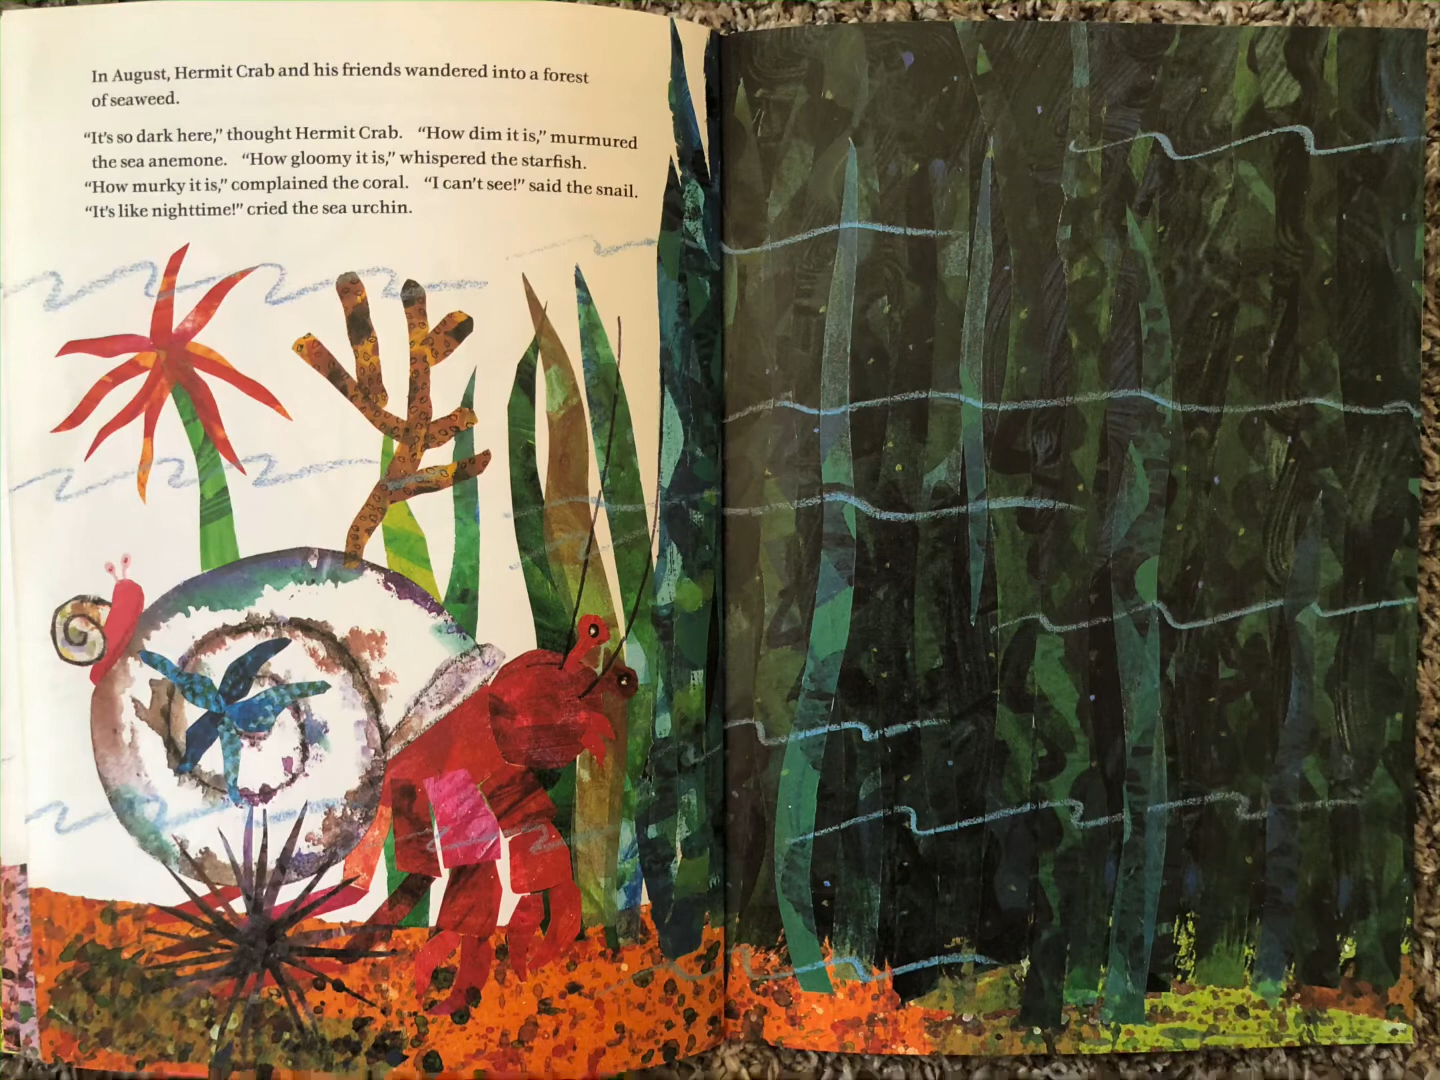 In August, Hermit Crab and his friends wandered into a forest
of seaweed.
“It’s so dark here,” thought Hermit Crab. “How dim it is,” murmured
the sea anemone. “How gloomy it is,” whispered the starfish.
“How murky it is,” complained the coral. “I can’t see!” said the snail.
“It’s like nighttime!” cried the sea urchin.